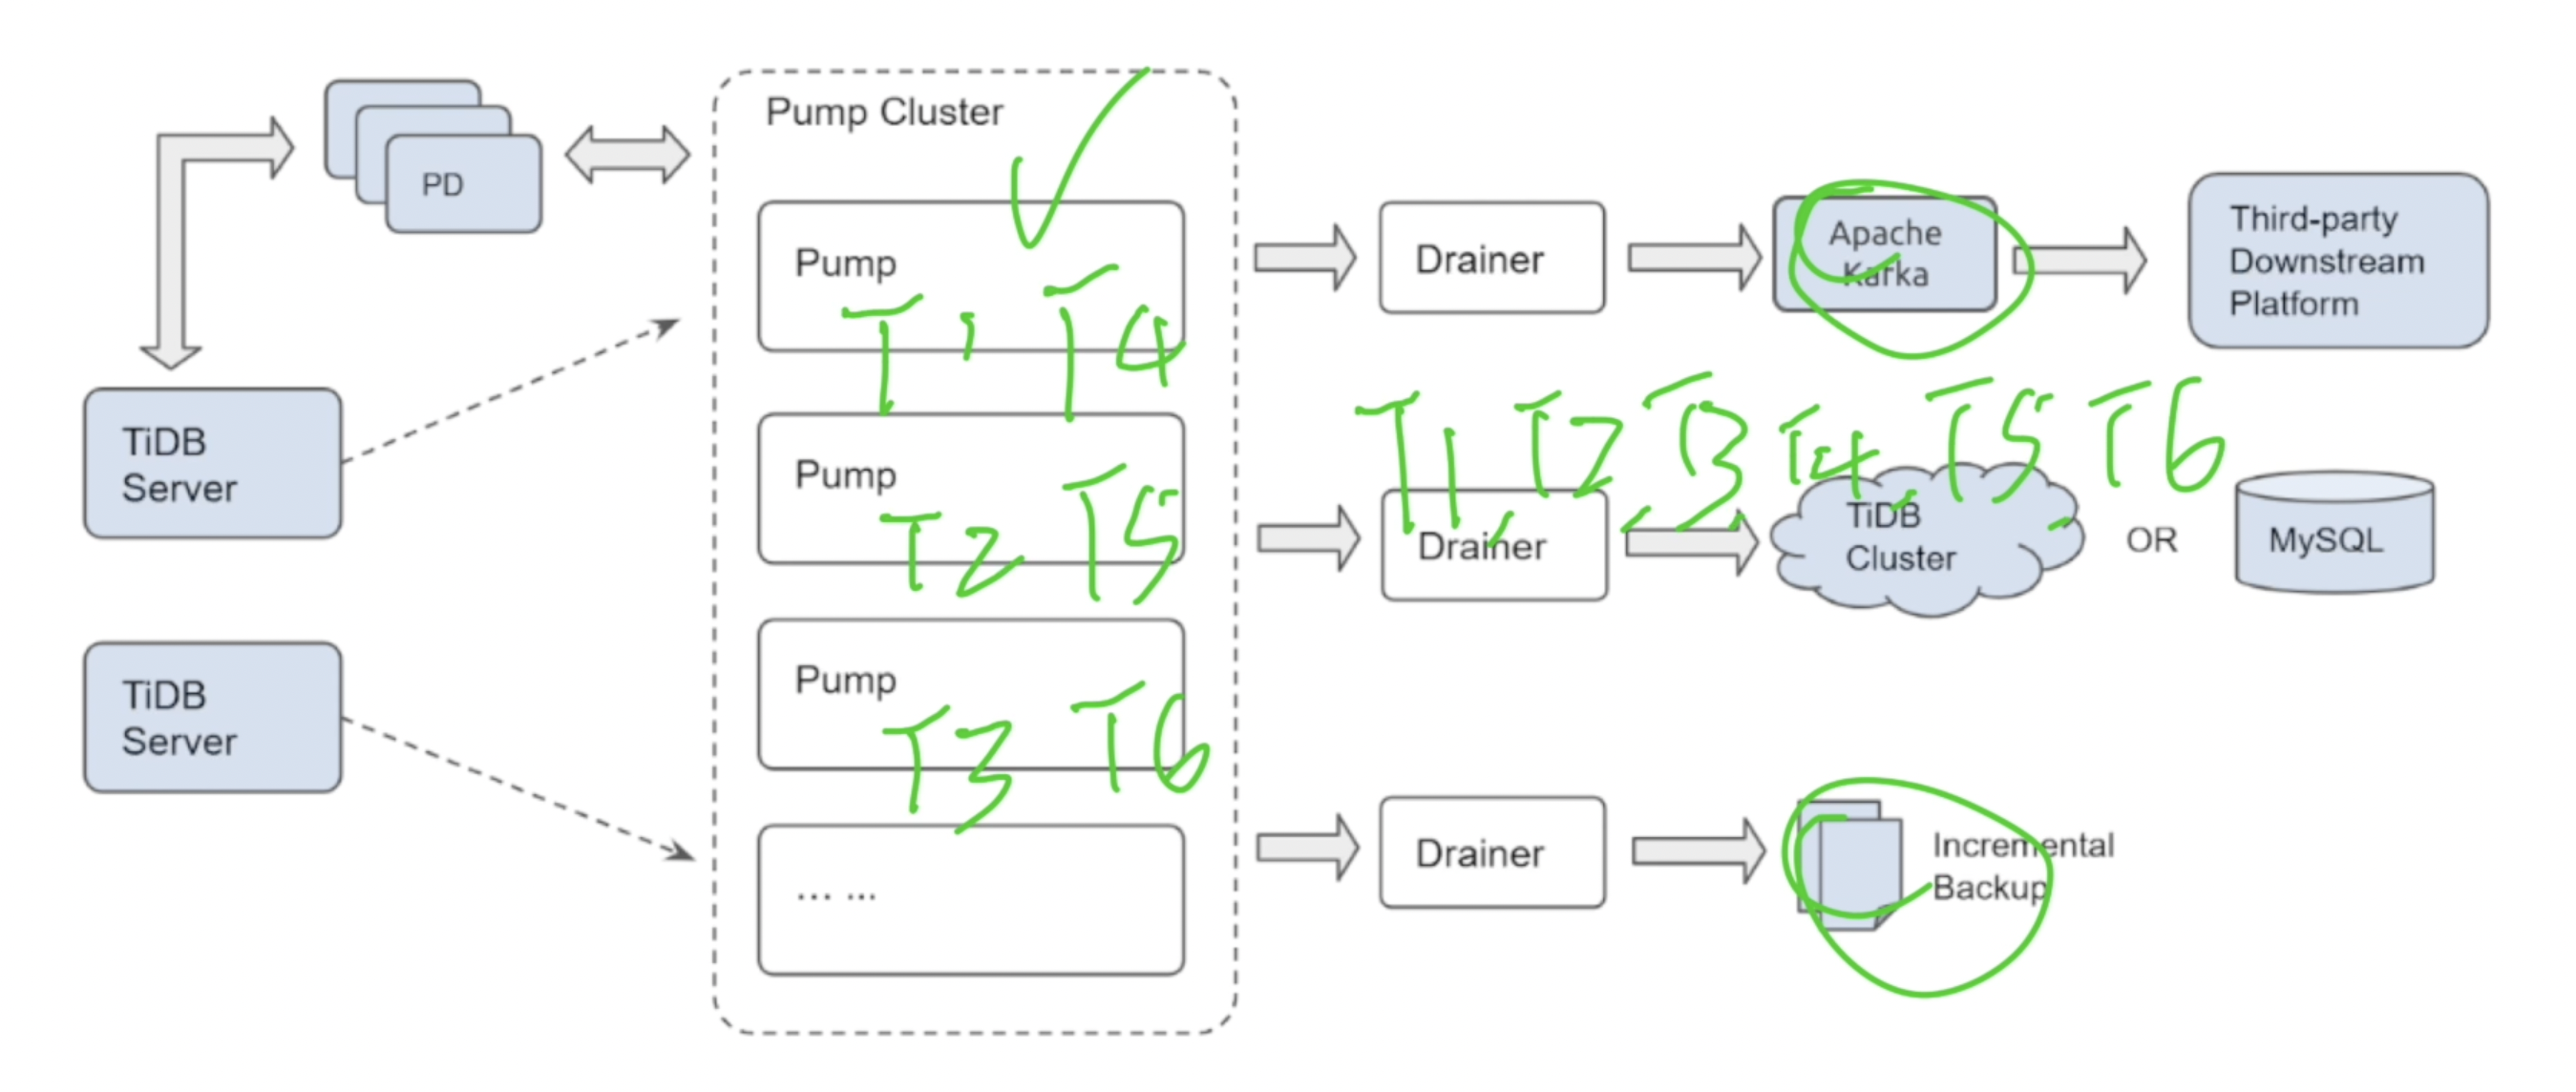 Pump Cluster
PD
Pump
T1 T4
Drainer
Apache
Karka
Third-party
Downstream
Platform
TiDB
Server
Pump
T2 T5
T1, T2, T3, T4, T5, T6
Drainer
TiDB
Cluster
OR
MySQL
TiDB
Server
Pump
T3 T6
... ...
Drainer
Incremental
Backup